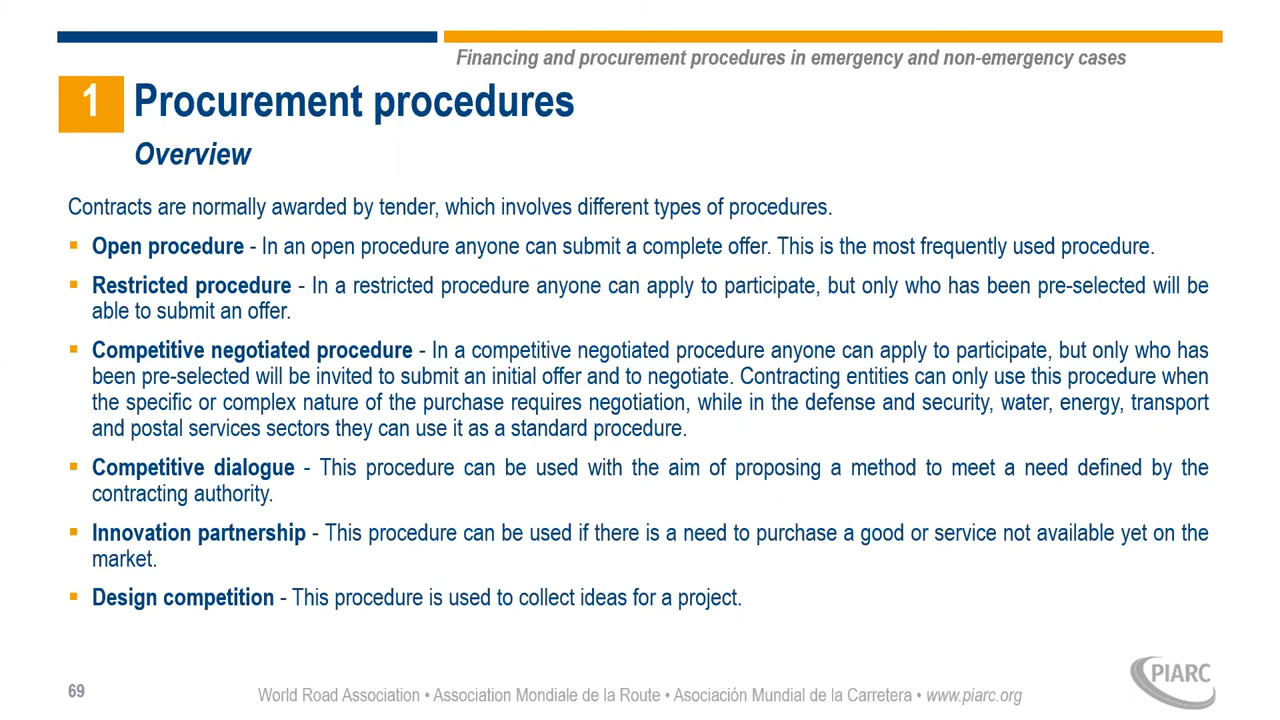 Financing and procurement procedures in emergency and non-emergency cases
1 Procurement procedures
Overview
Contracts are normally awarded by tender, which involves different types of procedures.
▪ Open procedure - In an open procedure anyone can submit a complete offer. This is the most frequently used procedure.
▪ Restricted procedure - In a restricted procedure anyone can apply to participate, but only who has been pre-selected will be
able to submit an offer.
▪ Competitive negotiated procedure - In a competitive negotiated procedure anyone can apply to participate, but only who has
been pre-selected will be invited to submit an initial offer and to negotiate. Contracting entities can only use this procedure when
the specific or complex nature of the purchase requires negotiation, while in the defense and security, water, energy, transport
and postal services sectors they can use it as a standard procedure.
▪ Competitive dialogue - This procedure can be used with the aim of proposing a method to meet a need defined by the
contracting authority.
▪ Innovation partnership - This procedure can be used if there is a need to purchase a good or service not available yet on the
market.
▪ Design competition - This procedure is used to collect ideas for a project.
69
World Road Association • Association Mondiale de la Route • Asociación Mundial de la Carretera • www.piarc.org
PIARC